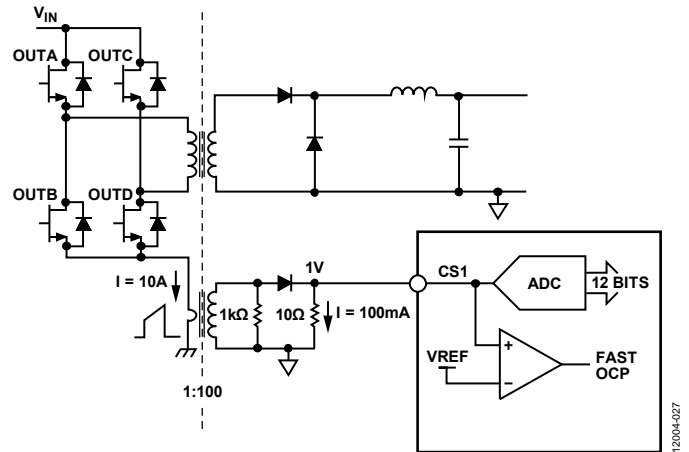 VIN
OUTA
OUTC
OUTB
OUTD
I = 10A
1V
CS1
ADC
12 BITS
1kΩ
10Ω
I = 100mA
VREF
+
−
FAST
OCP
1:100
12004-027